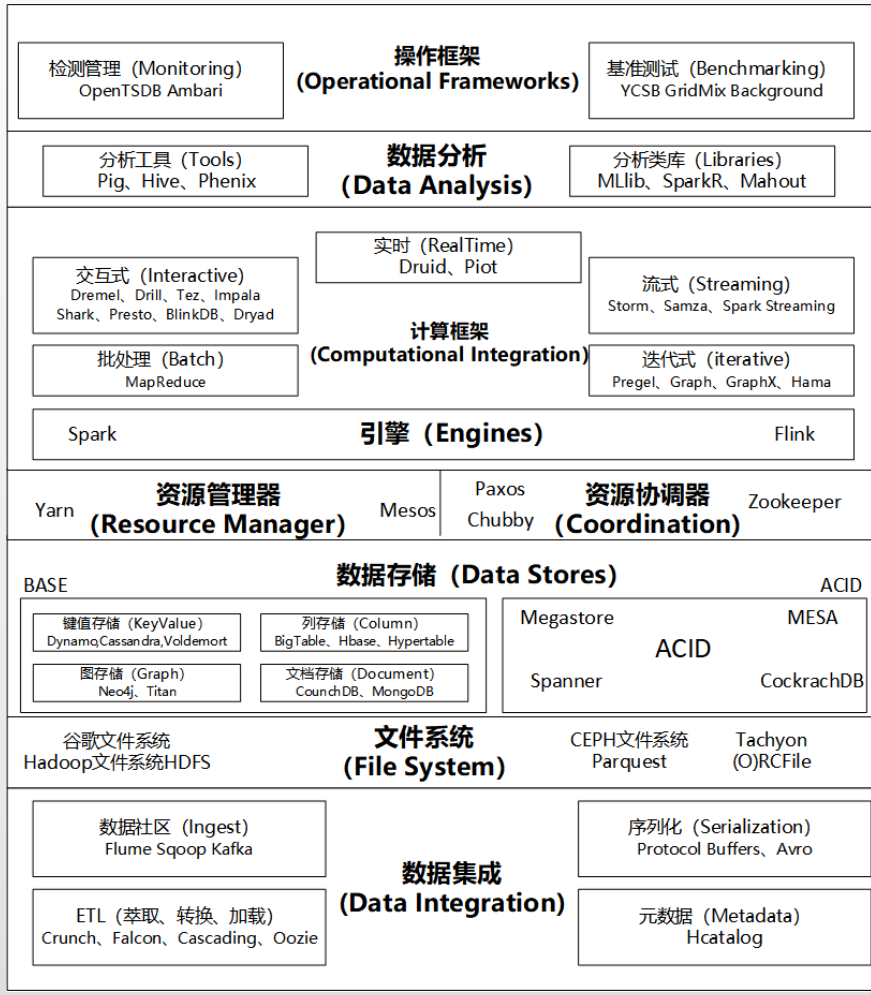 检测管理（Monitoring）
OpenTSDB Ambari
操作框架
(Operational Frameworks)
基准测试（Benchmarking）
YCSB GridMix Background
分析工具（Tools）
Pig、Hive、Phenix
数据分析
（Data Analysis）
分析类库（Libraries）
MLlib、SparkR、Mahout
实时（RealTime）
Druid、Piot
交互式（Interactive）
Dremel、Drill、Tez、Impala
Shark、Presto、BlinkDB、Dryad
流式（Streaming）
Storm、Samza、Spark Streaming
计算框架
(Computational Integration)
批处理（Batch）
MapReduce
迭代式（iterative）
Pregel、Graph、GraphX、Hama
Spark
引擎（Engines）
Flink
Yarn
资源管理器
(Resource Manager)
Mesos
Paxos
Chubby
资源协调器
(Coordination)
Zookeeper
数据存储（Data Stores）
BASE
ACID
键值存储（KeyValue）
Dynamo,Cassandra,Voldemort
列存储（Column）
BigTable、Hbase、Hypertable
图存储（Graph）
Neo4j、Titan
文档存储（Document）
CounchDB、MongoDB
Megastore
MESA
ACID
Spanner
CockrachDB
谷歌文件系统
Hadoop文件系统HDFS
文件系统
(File System)
CEPH文件系统
Parquest
Tachyon
(O)RCFile
数据社区（Ingest）
Flume Sqoop Kafka
序列化（Serialization）
Protocol Buffers、Avro
数据集成
(Data Integration)
ETL（萃取、转换、加载）
Crunch、Falcon、Cascading、Oozie
元数据（Metadata）
Hcatalog